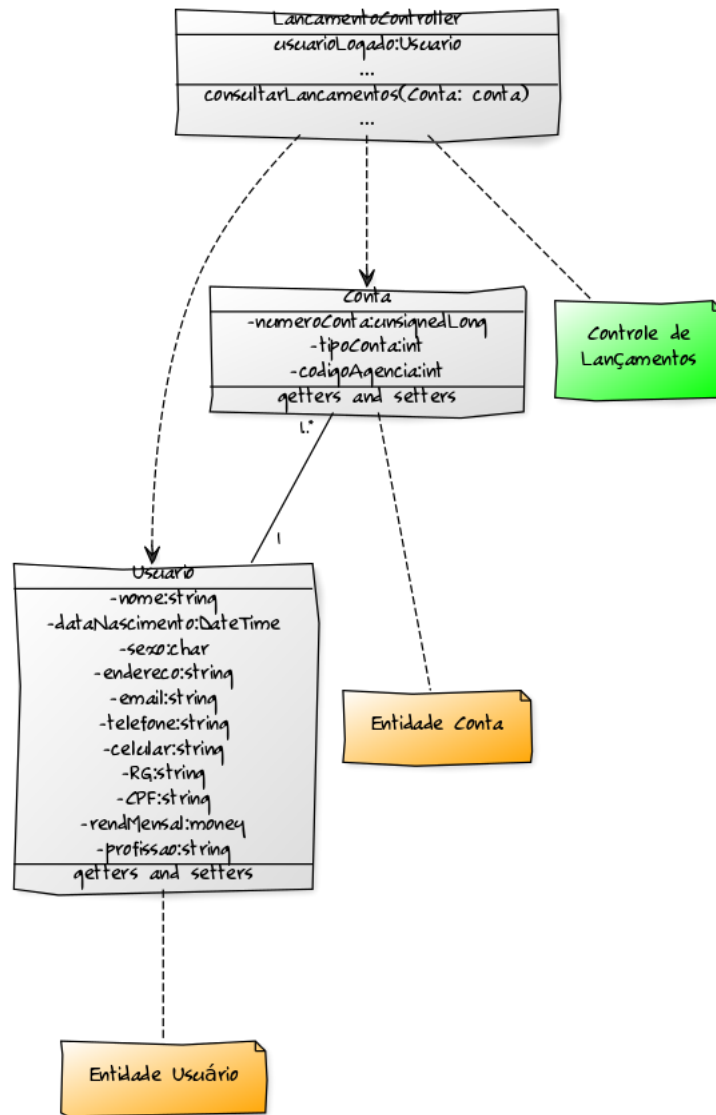 LancamentoController
usuarioLogado:Usuario
...
consultarLancamentos(Conta: conta)
...
Conta
-numeroConta:unsignedLong
-tipoConta:int
-codigoAgencia:int
getters and setters
Controle de
Lançamentos
1..*
1
Usuario
-nome:string
-dataNascimento:DateTime
-sexo:char
-endereco:string
-email:string
-telefone:string
-celular:string
-RG:string
-CPF:string
-rendMensal:money
-profissao:string
getters and setters
Entidade Conta
Entidade Usuário